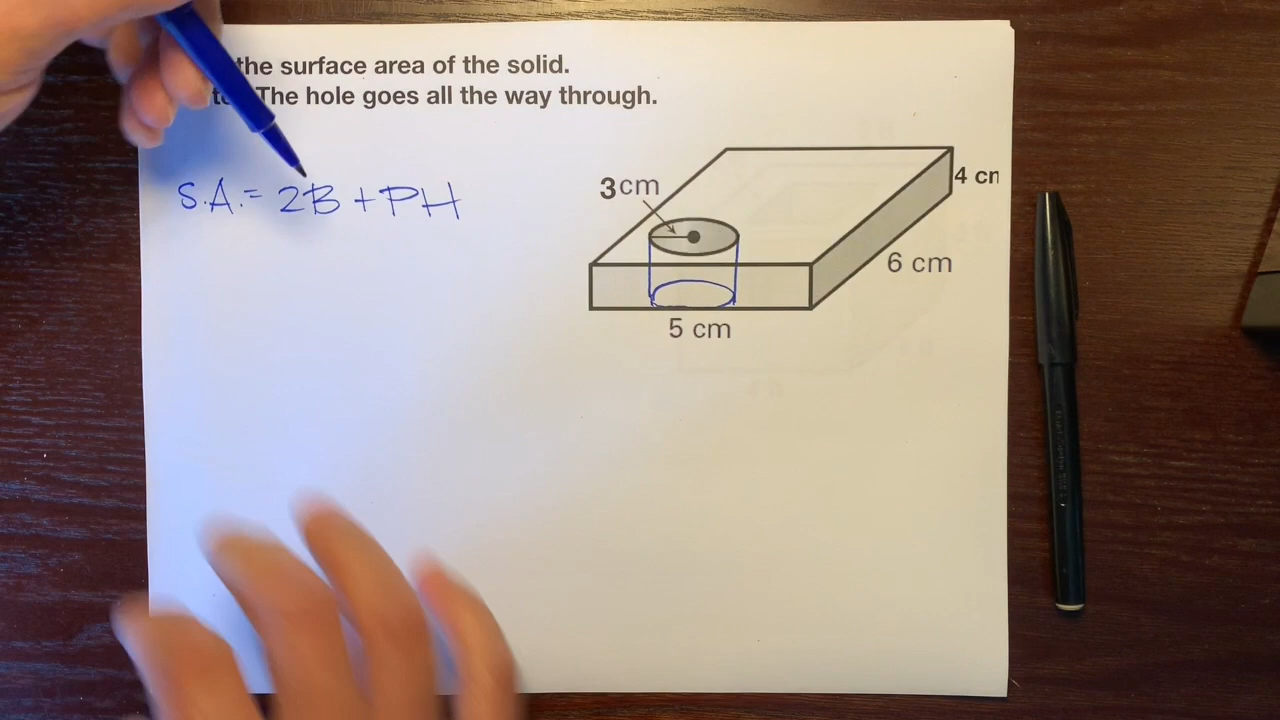 the surface area of the solid.
The hole goes all the way through.
S.A. = 2B + PH
3 cm
4 cm
6 cm
5 cm